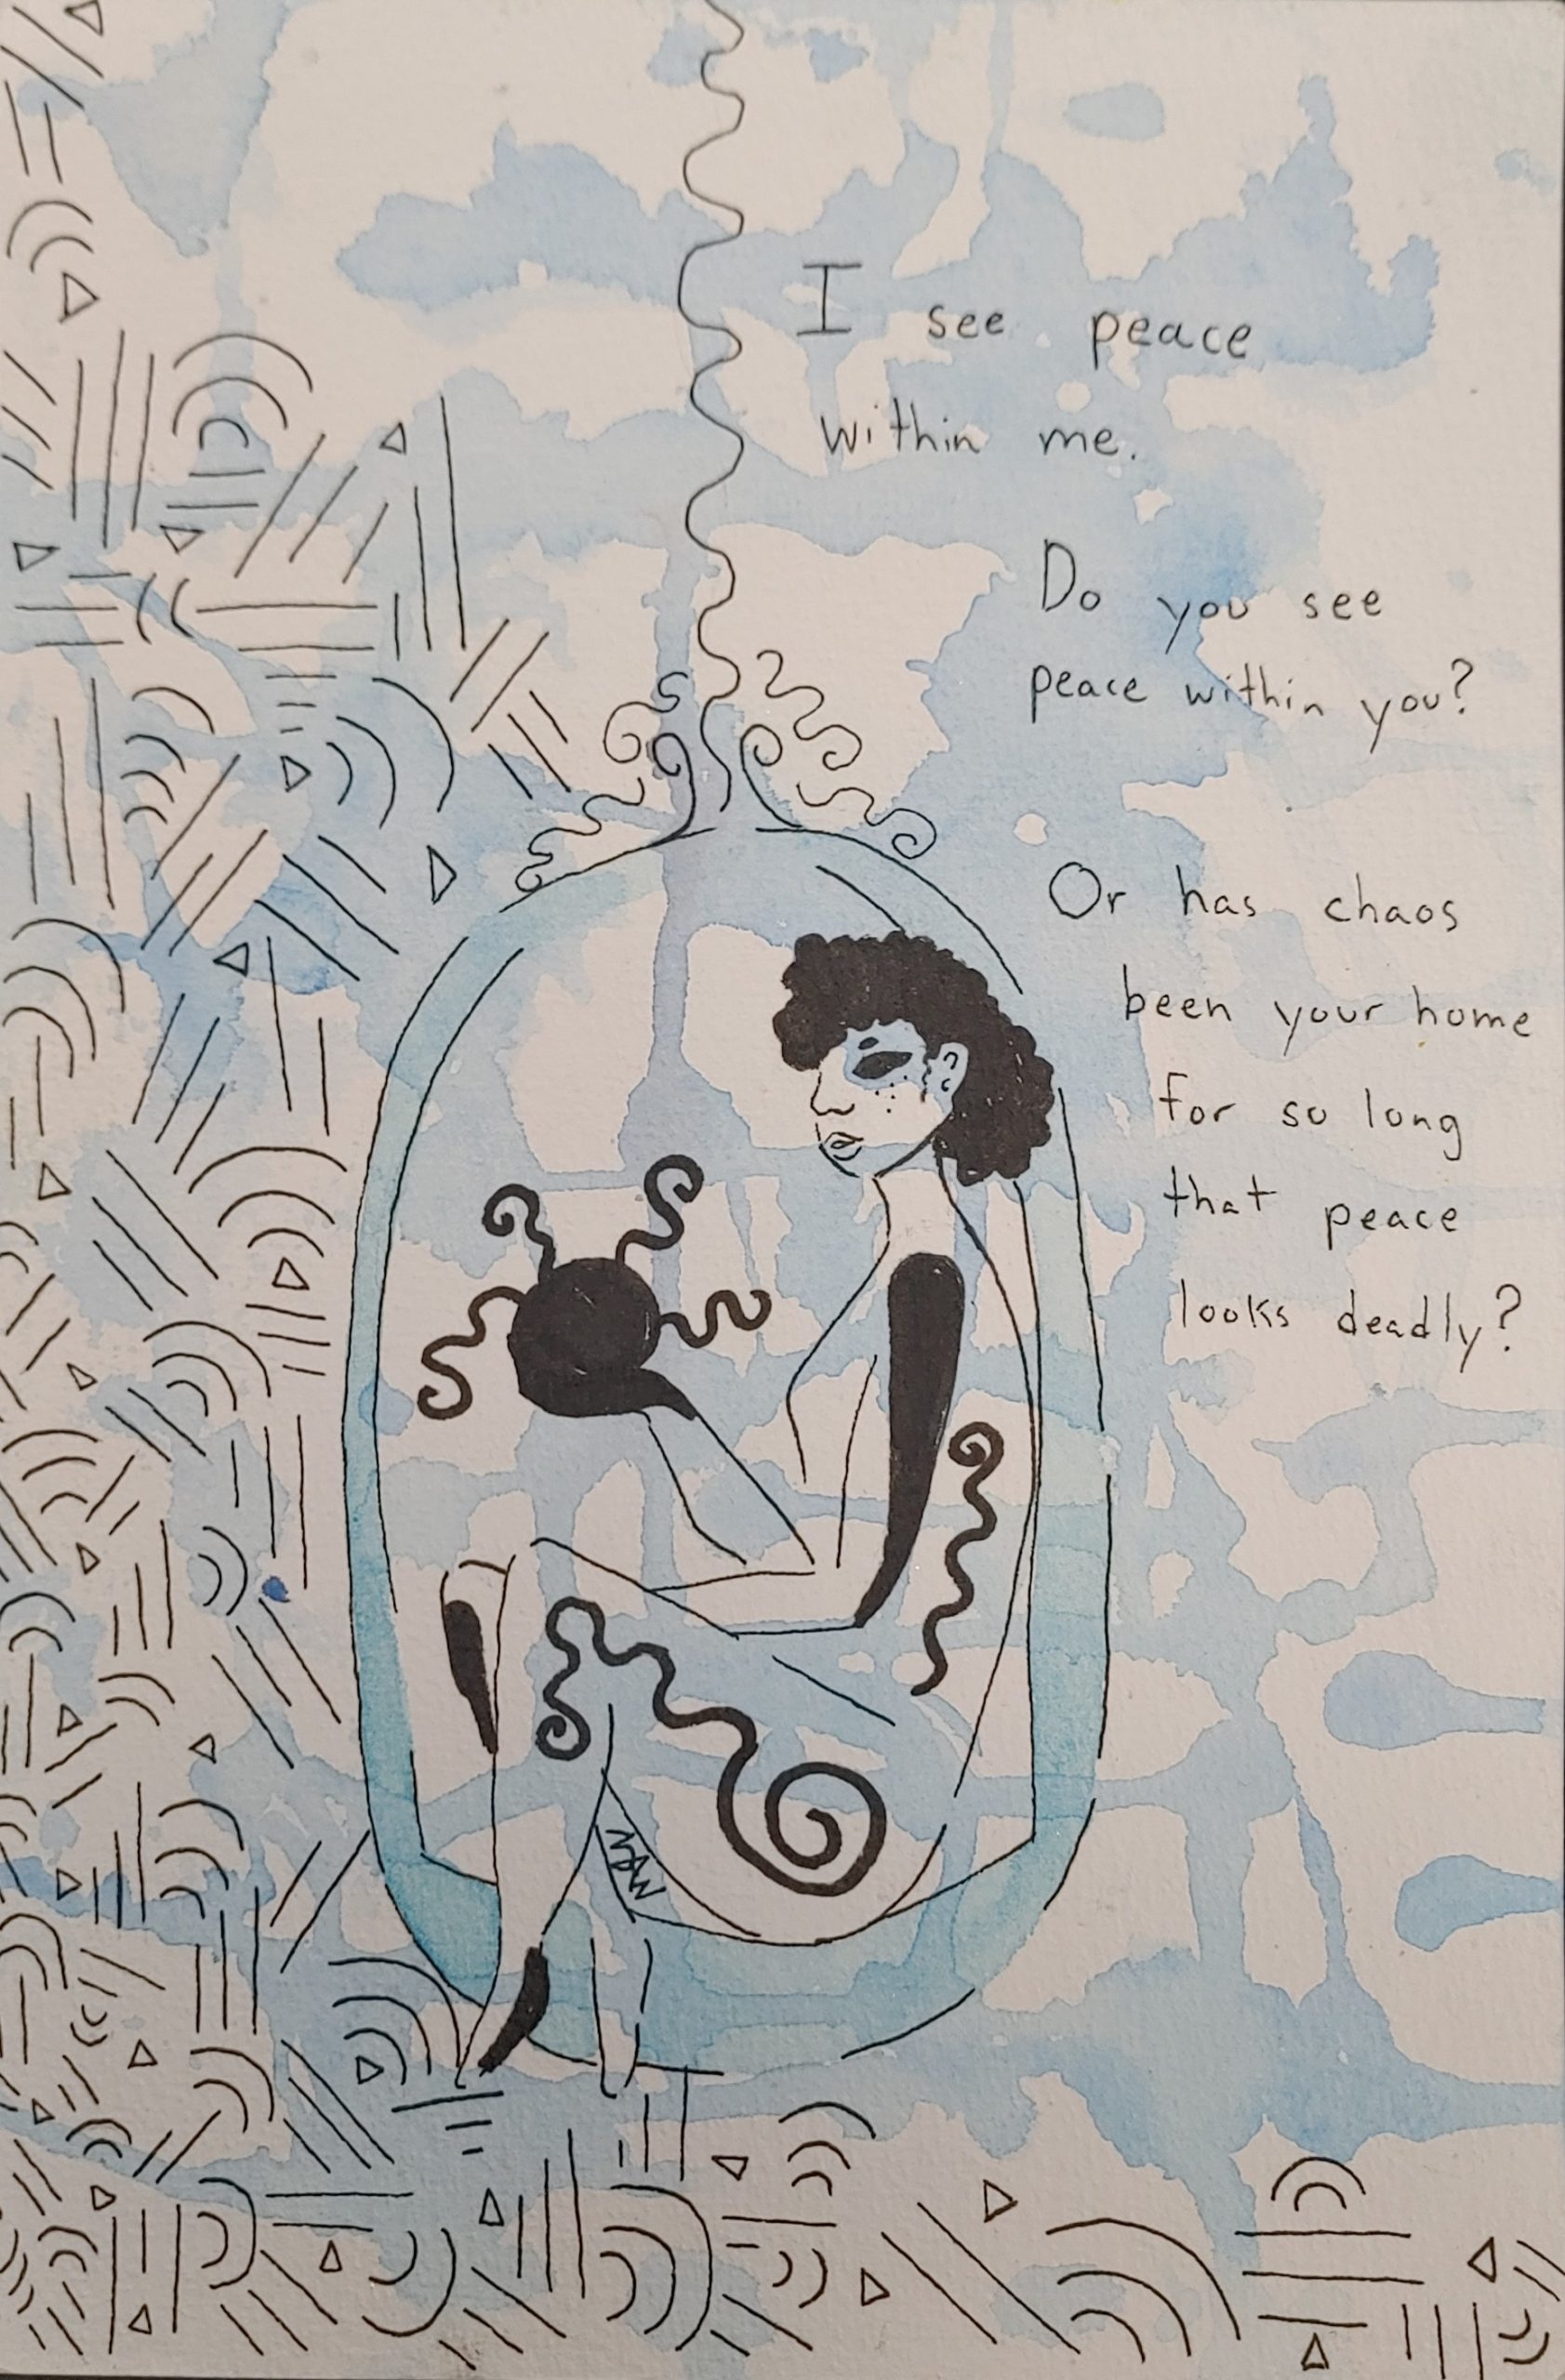 I see peace
within me.
Do you see
peace within you?
Or has chaos
been your home
for so long
that peace
looks deadly?